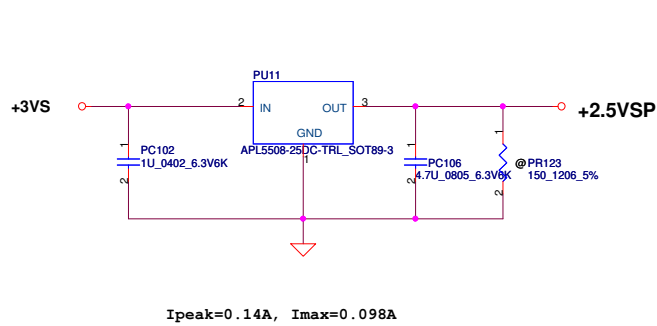 PU11
+3VS
2
IN
OUT
3
+2.5VSP
GND
APL5508-25DC-TRL_SOT89-3
1
1
PC102
1U_0402_6.3V6K
2
1
PC106
4.7U_0805_6.3V6K
2
1
@PR123
150_1206_5%
2
Ipeak=0.14A, Imax=0.098A